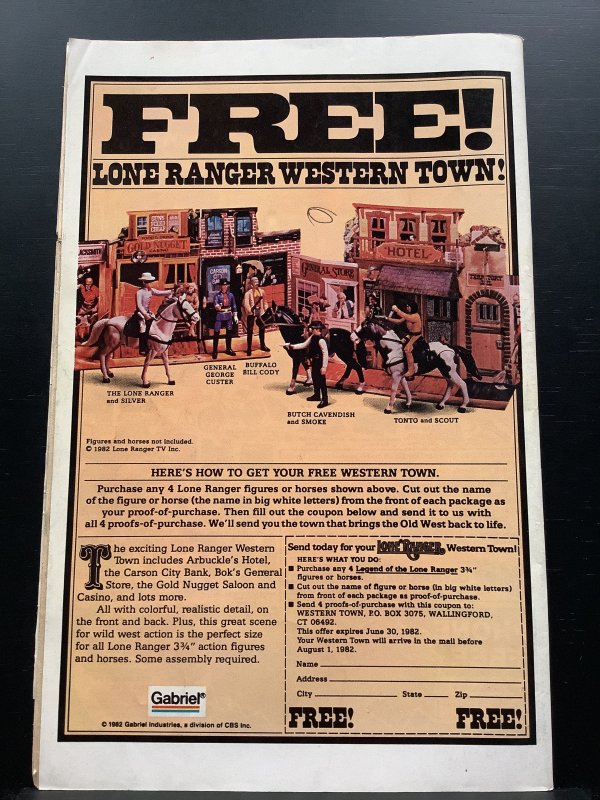 FREE!
LONE RANGER WESTERN TOWN!
GOLD NUGGET
CARSON CITY
GENERAL STORE
HOTEL
TERRITORY
THE LONE RANGER
and SILVER
GENERAL
GEORGE
CUSTER
BUFFALO
BILL CODY
BUTCH CAVENDISH
and SMOKE
TONTO and SCOUT
Figures and horses not included.
© 1982 Lone Ranger TV Inc.
HERE'S HOW TO GET YOUR FREE WESTERN TOWN.
Purchase any 4 Lone Ranger figures or horses shown above. Cut out the name
of the figure or horse (the name in big white letters) from the front of each package as
your proof-of-purchase. Then fill out the coupon below and send it to us with
all 4 proofs-of-purchase. We'll send you the town that brings the Old West back to life.
The exciting Lone Ranger Western
Town includes Arbuckle's Hotel,
the Carson City Bank, Bok's General
Store, the Gold Nugget Saloon and
Casino, and lots more.
All with colorful, realistic detail, on
the front and back. Plus, this great scene
for wild west action is the perfect size
for all Lone Ranger 3¾" action figures
and horses. Some assembly required.
Gabriel®
© 1982 Gabriel Industries, a division of CBS Inc.
Send today for your LONE RANGER Western Town!
HERE'S WHAT YOU DO:
■ Purchase any 4 Legend of the Lone Ranger 3¾"
figures or horses.
■ Cut out name of figure or horse (in big white letters)
from front of each package as proof-of-purchase.
■ Send 4 proofs-of-purchase with this coupon to:
WESTERN TOWN, P.O. BOX 3075, WALLINGFORD,
CT 06492.
This offer expires June 30, 1982.
Your Western Town will arrive in the mail before
August 1, 1982.
Name
Address
City State Zip
FREE! FREE!